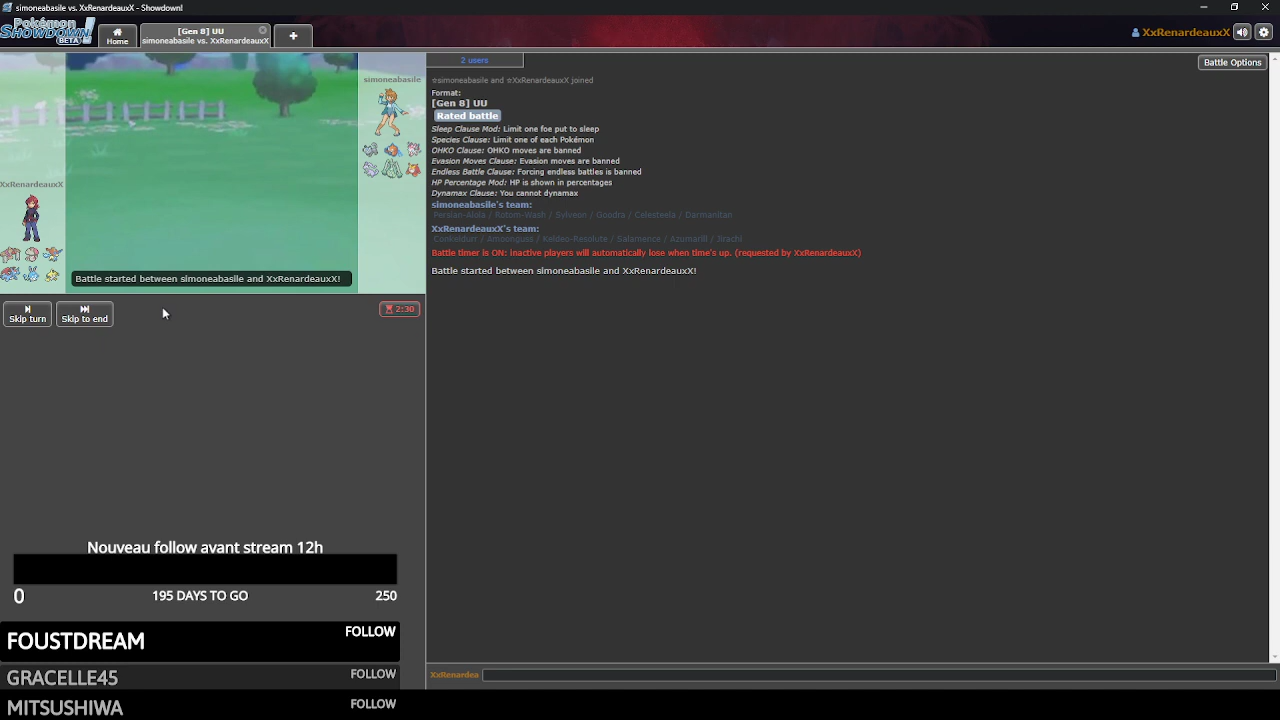 simoneabasile vs. XxRenardeauxX - Showdown!
Pokémon
SHOWDOWN!
BETA
Home
[Gen 8] UU
simoneabasile vs. XxRenardeauxX
XxRenardeauxX
2 users
Battle Options
simoneabasile
XxRenardeauxX
Battle started between simoneabasile and XxRenardeauxX!
Skip turn
Skip to end
2:30
☆simoneabasile and ☆XxRenardeauxX joined
Format:
[Gen 8] UU
Rated battle
Sleep Clause Mod: Limit one foe put to sleep
Species Clause: Limit one of each Pokémon
OHKO Clause: OHKO moves are banned
Evasion Moves Clause: Evasion moves are banned
Endless Battle Clause: Forcing endless battles is banned
HP Percentage Mod: HP is shown in percentages
Dynamax Clause: You cannot dynamax
simoneabasile's team:
Persian-Alola / Rotom-Wash / Sylveon / Goodra / Celesteela / Darmanitan
XxRenardeauxX's team:
Conkeldurr / Amoonguss / Keldeo-Resolute / Salamence / Azumarill / Jirachi
Battle timer is ON: inactive players will automatically lose when time's up. (requested by XxRenardeauxX)
Battle started between simoneabasile and XxRenardeauxX!
XxRenardea
Nouveau follow avant stream 12h
0 195 DAYS TO GO 250
FOUSTDREAM FOLLOW
GRACELLE45 FOLLOW
MITSUSHIWA FOLLOW